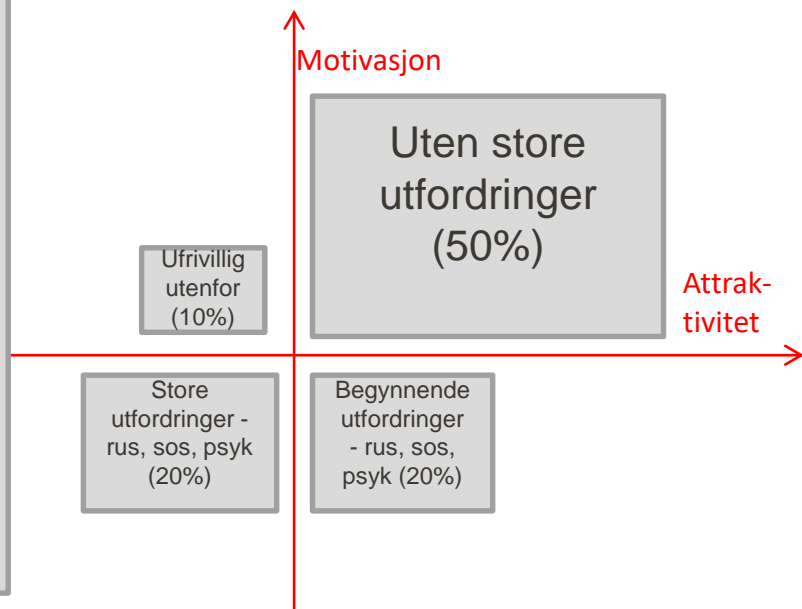 Motivasjon
Uten store
utfordringer
(50%)
Ufrivillig
utenfor
(10%)
Attrak-
tivitet
Store
utfordringer -
rus, sos, psyk
(20%)
Begynnende
utfordringer
- rus, sos,
psyk (20%)